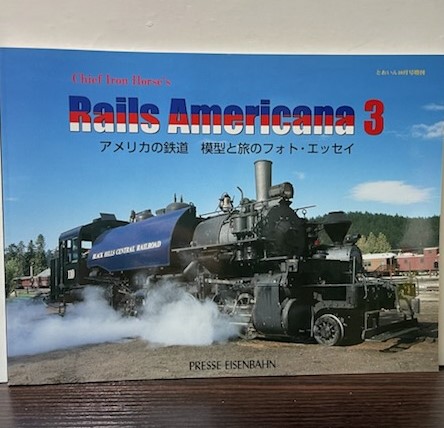 Chief Iron Horse's
Rails Americana 3
アメリカの鉄道 模型と旅のフォト・エッセイ
BLACK HILLS CENTRAL RAILROAD
PRESSE EISENBAHN